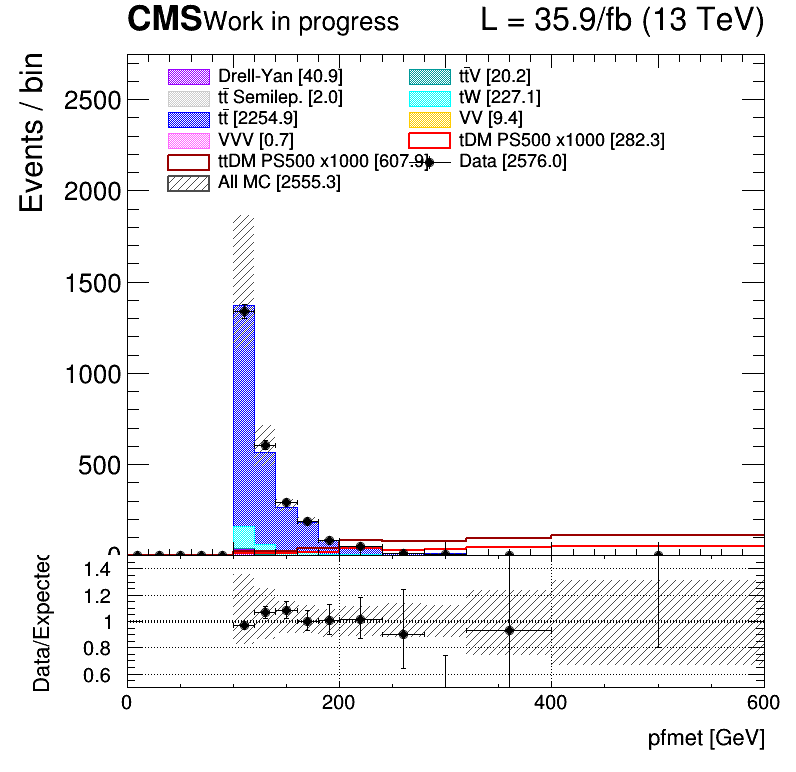 CMS Work in progress L = 35.9/fb (13 TeV)
Events / bin
2500
2000
1500
1000
500
0
Drell-Yan [40.9] tt̄V [20.2]
tt̄ Semilep. [2.0] tW [227.1]
tt̄ [2254.9] VV [9.4]
VVV [0.7] tDM PS500 x1000 [282.3]
ttDM PS500 x1000 [607.9] Data [2576.0]
All MC [2555.3]
Data/Expected
1.4
1.2
1
0.8
0.6
0 200 400 600
pfmet [GeV]